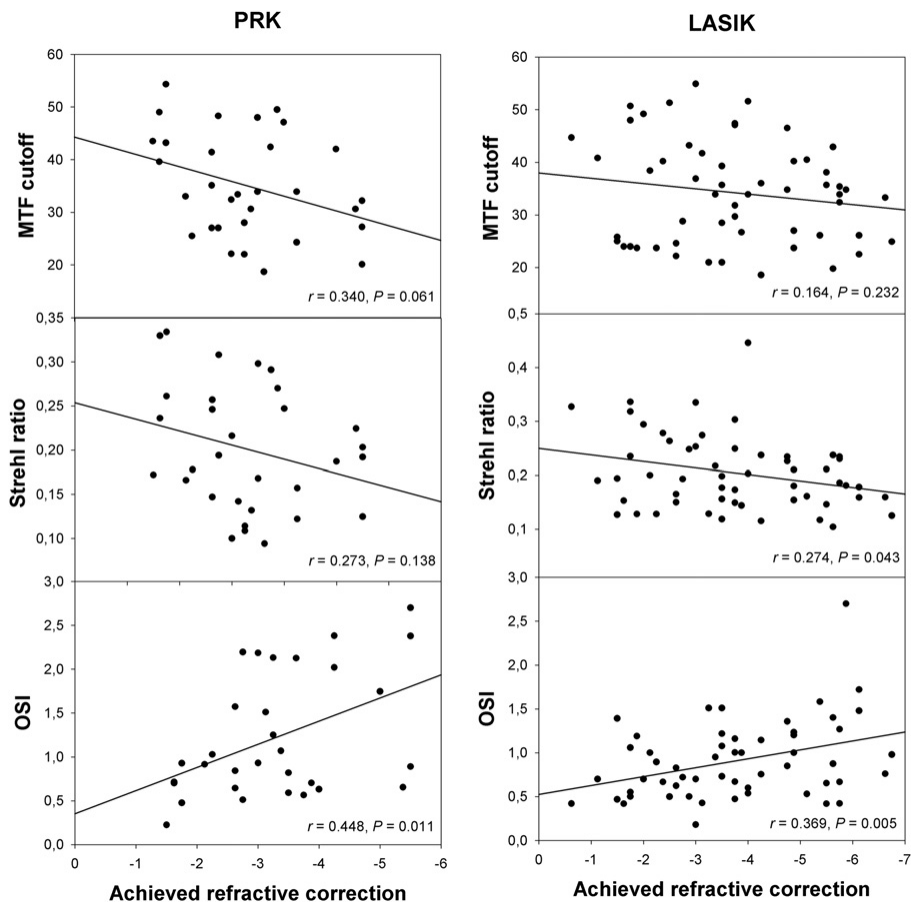 PRK
MTF cutoff
60
50
40
30
20
r = 0.340, P = 0.061
Strehl ratio
0,35
0,30
0,25
0,20
0,15
0,10
r = 0.273, P = 0.138
OSI
3,0
2,5
2,0
1,5
1,0
0,5
0,0
r = 0.448, P = 0.011
0 -1 -2 -3 -4 -5 -6
Achieved refractive correction
LASIK
MTF cutoff
60
50
40
30
20
r = 0.164, P = 0.232
Strehl ratio
0,5
0,4
0,3
0,2
0,1
r = 0.274, P = 0.043
OSI
3,0
2,5
2,0
1,5
1,0
0,5
0,0
r = 0.369, P = 0.005
0 -1 -2 -3 -4 -5 -6 -7
Achieved refractive correction